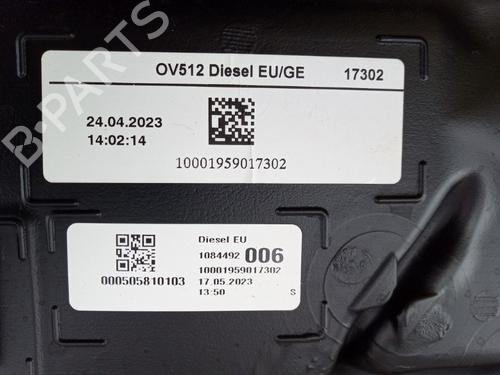 OV512 Diesel EU/GE 17302
24.04.2023
14:02:14
10001959017302
Diesel EU
1084492 006
10001959017302
000505810103
17.05.2023
13:50 S
B-Parts